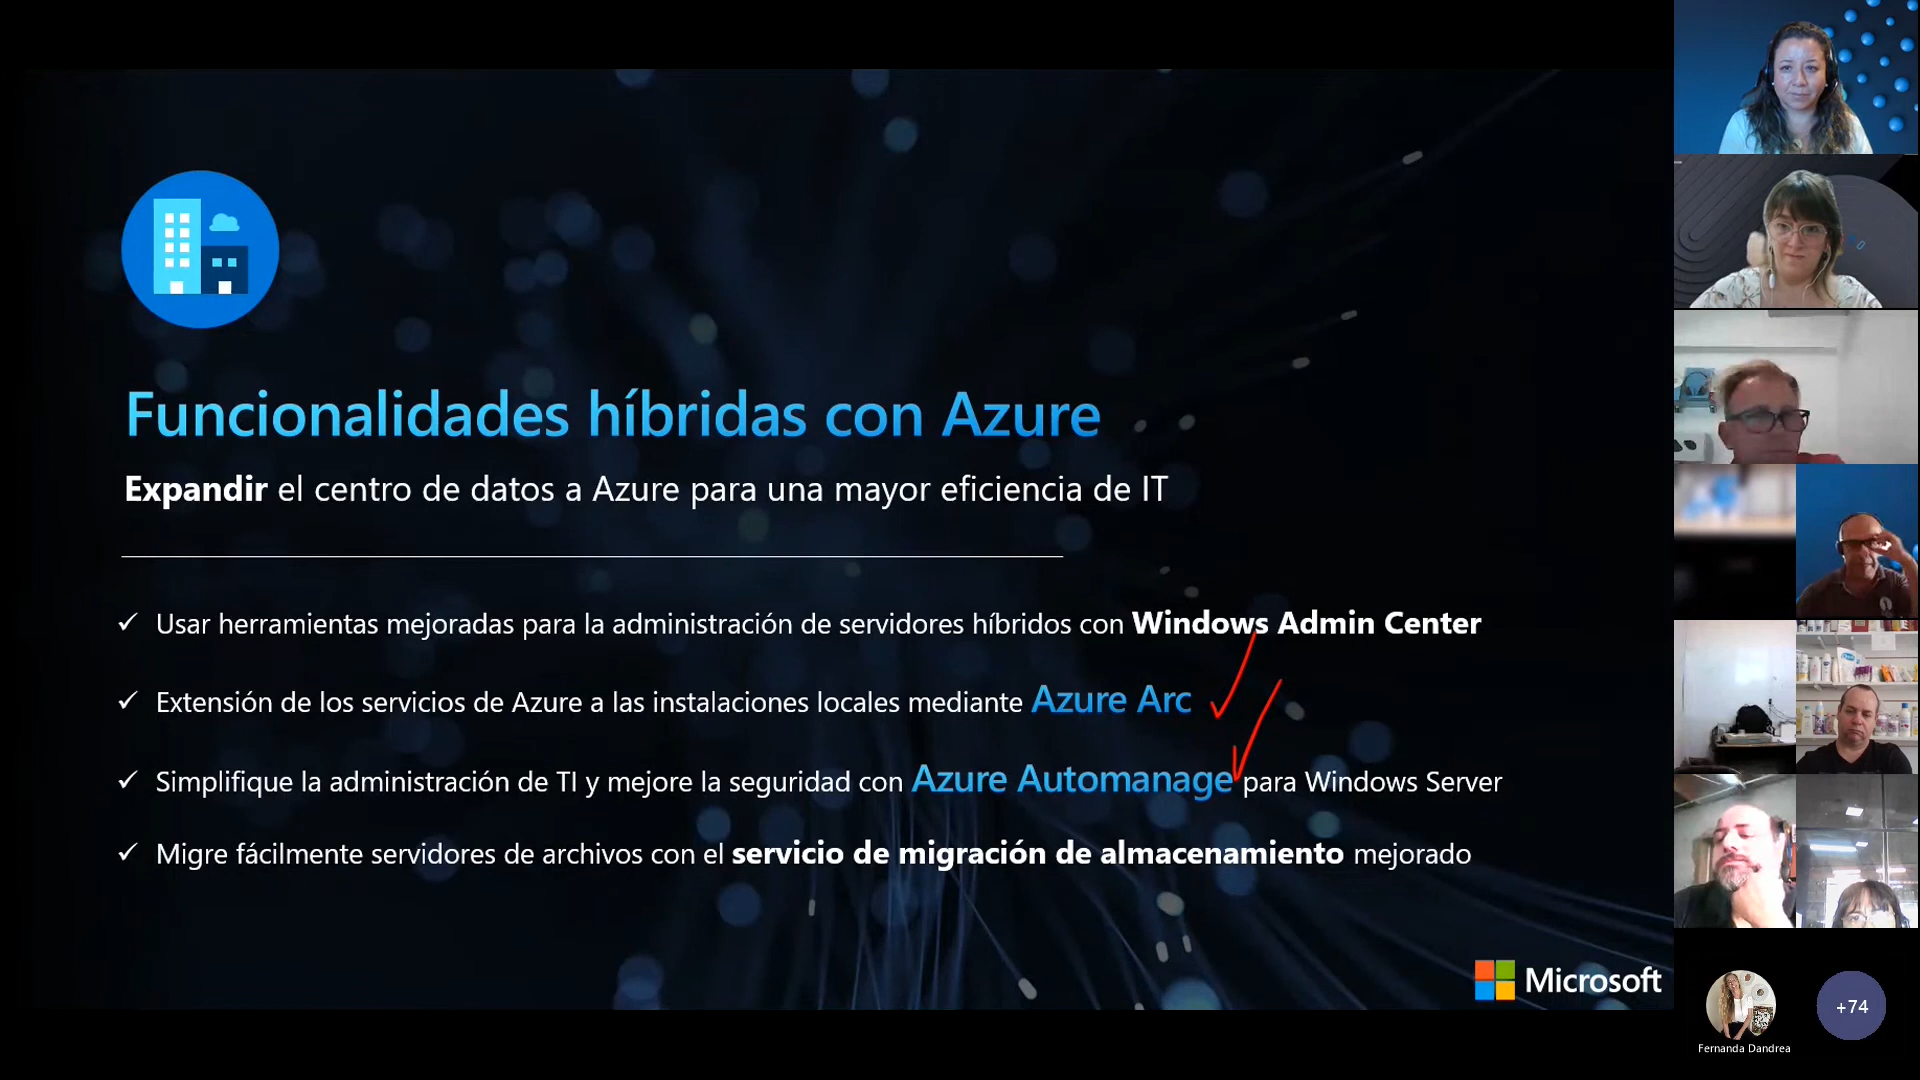 Funcionalidades híbridas con Azure
Expandir el centro de datos a Azure para una mayor eficiencia de IT
✓ Usar herramientas mejoradas para la administración de servidores híbridos con Windows Admin Center
✓ Extensión de los servicios de Azure a las instalaciones locales mediante Azure Arc
✓ Simplifique la administración de TI y mejore la seguridad con Azure Automanage para Windows Server
✓ Migre fácilmente servidores de archivos con el servicio de migración de almacenamiento mejorado
Microsoft
+74
Fernanda Dandrea